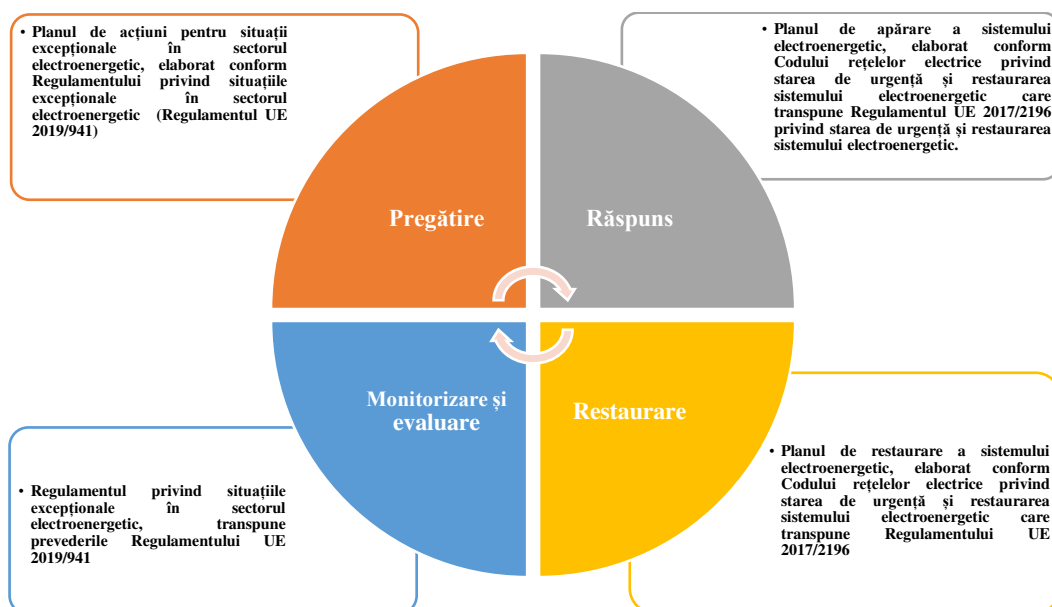 • Planul de acțiuni pentru situații
excepționale în sectorul
electroenergetic, elaborat conform
Regulamentului privind situațiile
excepționale în sectorul
electroenergetic (Regulamentul UE
2019/941)
• Planul de apărare a sistemului
electroenergetic, elaborat conform
Codului rețelelor electrice privind
starea de urgență și restaurarea
sistemului electroenergetic care
transpune Regulamentul UE 2017/2196
privind starea de urgență și restaurarea
sistemului electroenergetic.
Pregătire
Răspuns
Monitorizare și
evaluare
Restaurare
• Regulamentul privind situațiile
excepționale în sectorul
electroenergetic, transpune
prevederile Regulamentului UE
2019/941
• Planul de restaurare a sistemului
electroenergetic, elaborat conform
Codului rețelelor electrice privind
starea de urgență și restaurarea
sistemului electroenergetic care
transpune Regulamentului UE
2017/2196